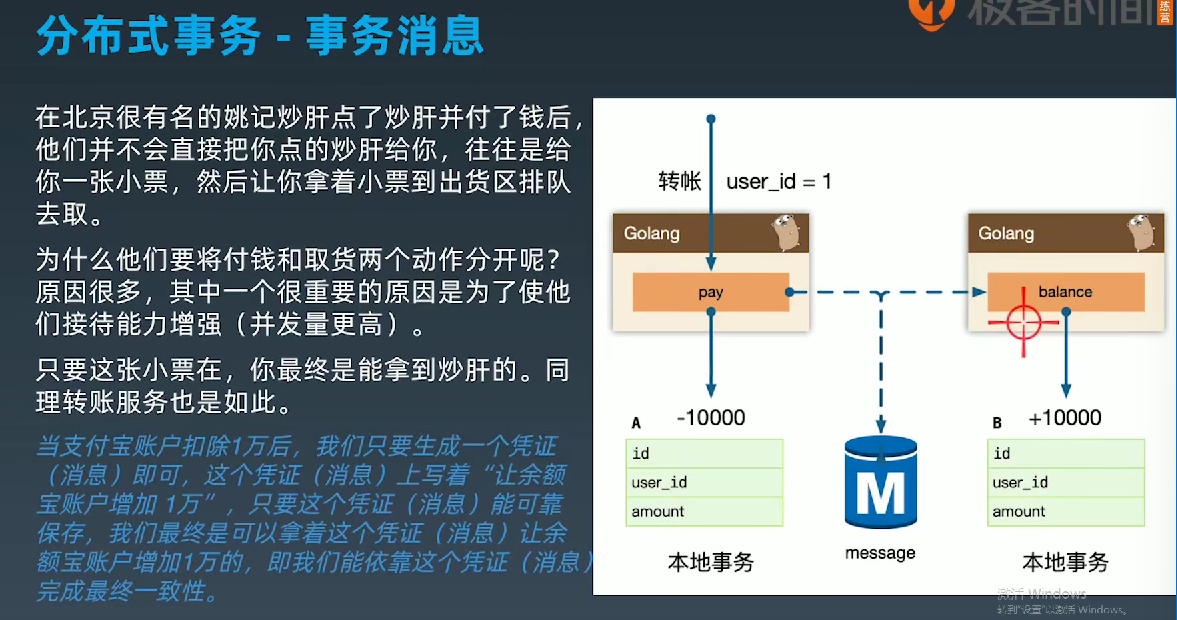 分布式事务 - 事务消息
极客时间
在北京很有名的姚记炒肝点了炒肝并付了钱后，
他们并不会直接把你点的炒肝给你，往往是给
你一张小票，然后让你拿着小票到出货区排队
去取。
为什么他们要将付钱和取货两个动作分开呢？
原因很多，其中一个很重要的原因是为了使他
们接待能力增强（并发量更高）。
只要这张小票在，你最终是能拿到炒肝的。同
理转账服务也是如此。
当支付宝账户扣除1万后，我们只要生成一个凭证
（消息）即可，这个凭证（消息）上写着“让余额
宝账户增加 1万”，只要这个凭证（消息）能可靠
保存，我们最终是可以拿着这个凭证（消息）让余
额宝账户增加1万的，即我们能依靠这个凭证（消息）
完成最终一致性。
转帐 user_id = 1
Golang
pay
Golang
balance
A -10000
id
user_id
amount
本地事务
M
message
B +10000
id
user_id
amount
本地事务
激活 Windows
转到“设置”以激活 Windows。